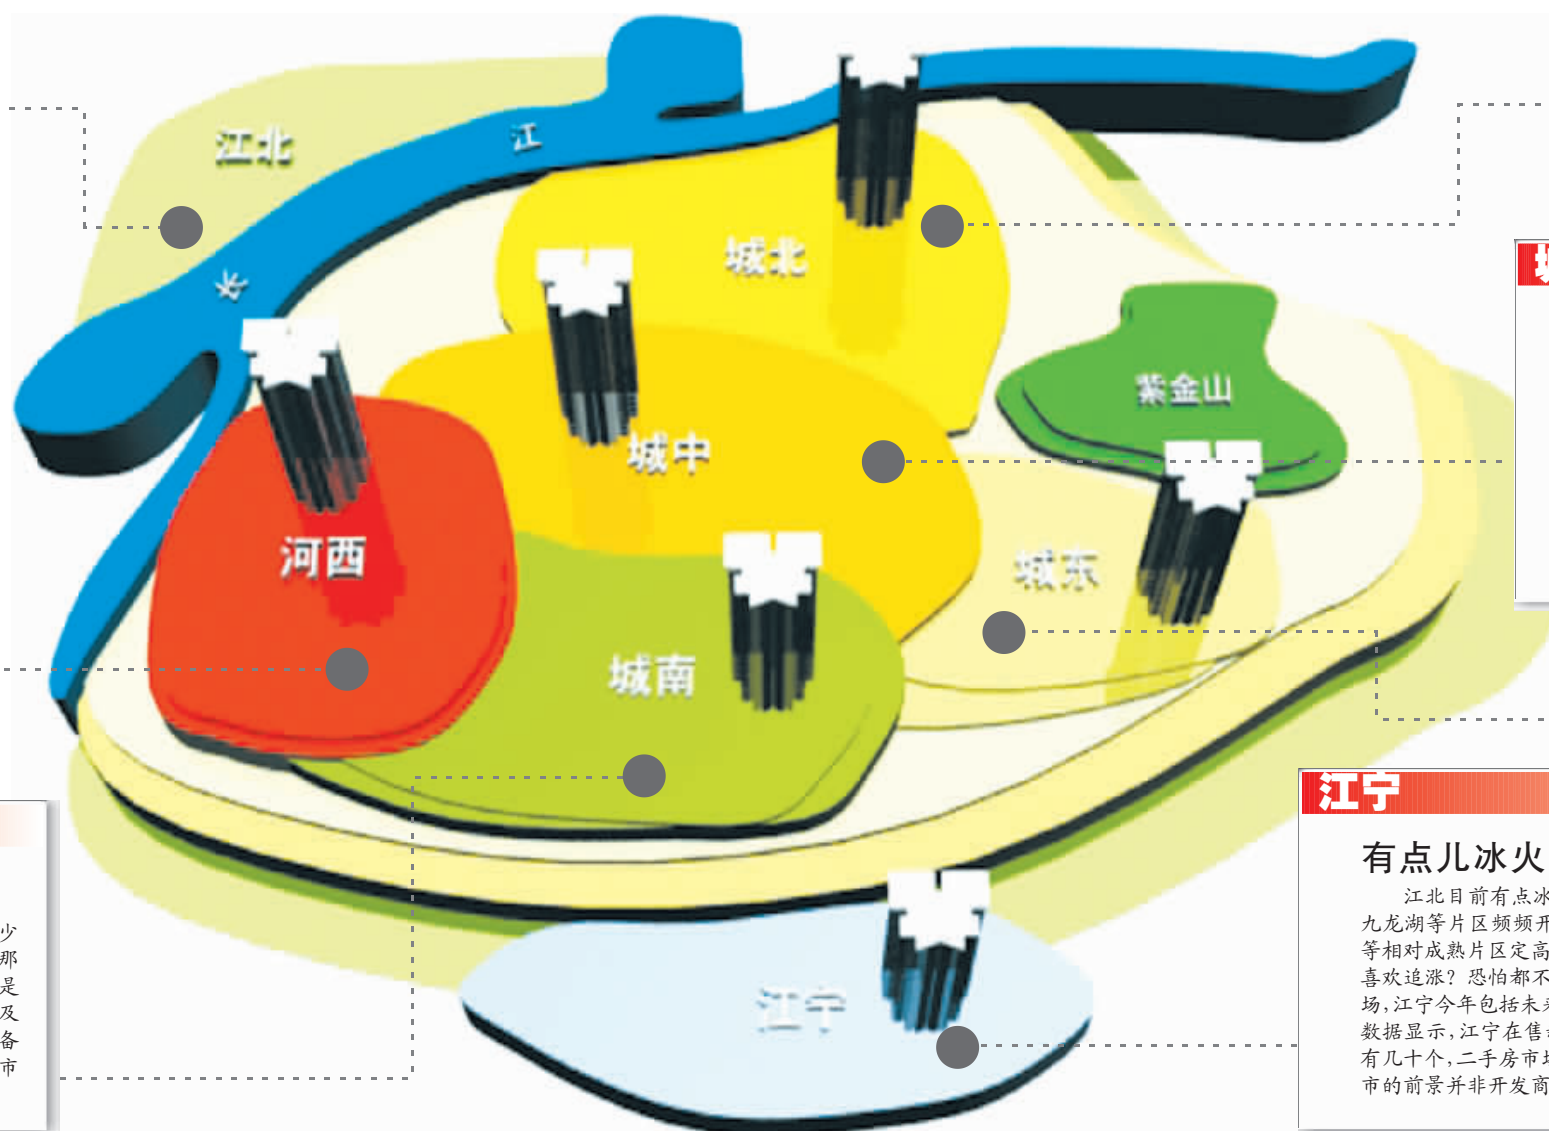 江北
江
长
城北
紫金山
城中
城东
河西
城南
江宁
少
那
是
及
备
市
江宁
有点儿冰火
江北目前有点冰
九龙湖等片区频频开
等相对成熟片区定高
喜欢追涨？恐怕都不
场，江宁今年包括未来
数据显示，江宁在售
有几十个，二手房市场
市的前景并非开发商